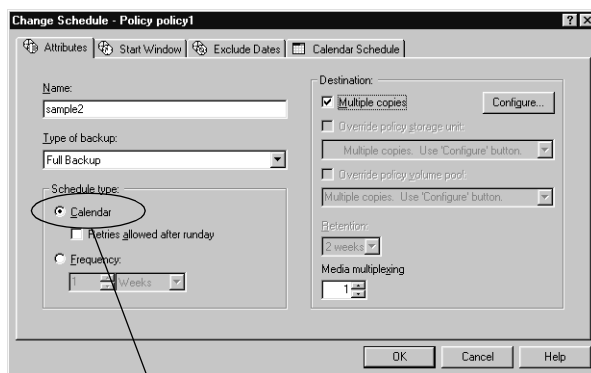 Change Schedule - Policy policy1
Attributes
Start Window
Exclude Dates
Calendar Schedule
Name:
sample2
Type of backup:
Full Backup
Schedule type:
Calendar
Retries allowed after runday
Frequency:
1 Weeks
Destination:
Multiple copies
Configure...
Override policy storage unit:
Multiple copies. Use 'Configure' button.
Override policy volume pool:
Multiple copies. Use 'Configure' button.
Retention:
2 weeks
Media multiplexing
1
OK
Cancel
Help